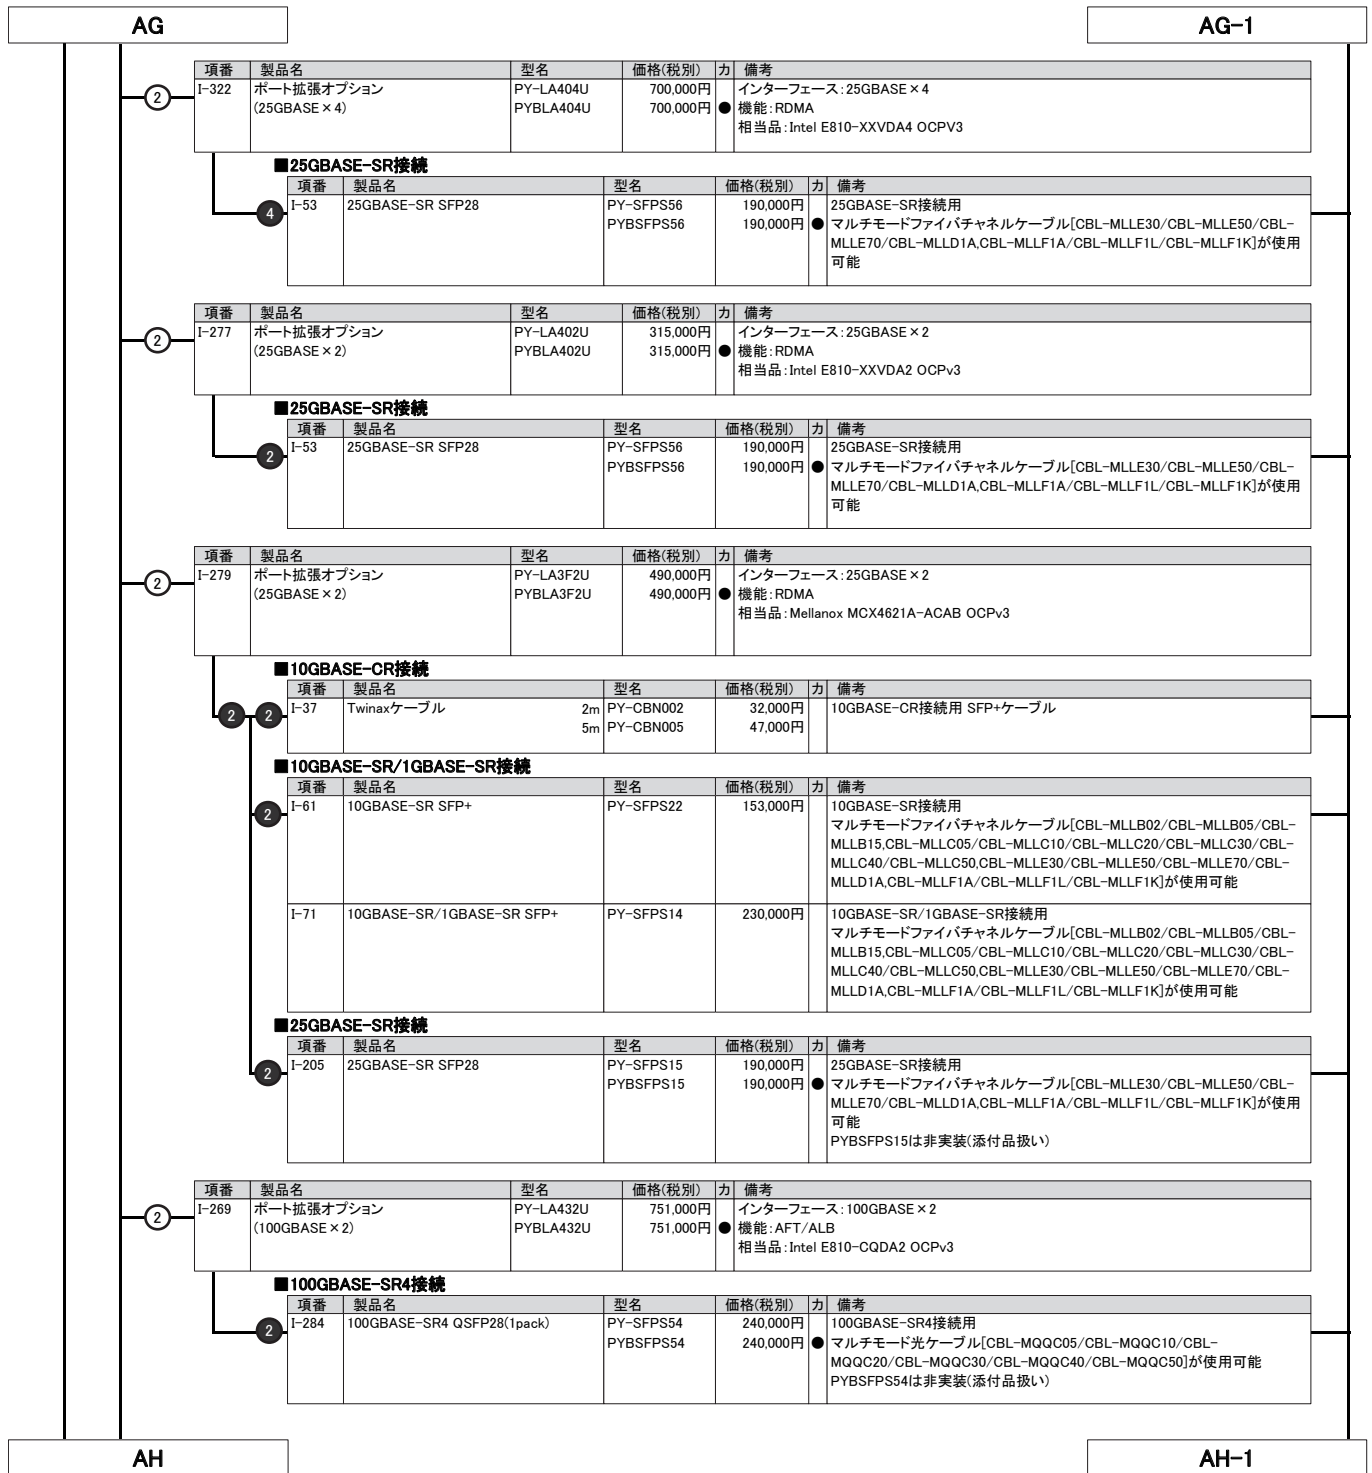 AG
AG-1
項番 製品名 型名 価格(税別) カ 備考
2
I-322 ポート拡張オプション PY-LA404U 700,000円 インターフェース:25GBASE×4
(25GBASE×4) PYBLA404U 700,000円 ● 機能:RDMA
相当品:Intel E810-XXVDA4 OCPV3
■25GBASE-SR接続
項番 製品名 型名 価格(税別) カ 備考
4
I-53 25GBASE-SR SFP28 PY-SFPS56 190,000円 25GBASE-SR接続用
PYBSFPS56 190,000円 ● マルチモードファイバチャネルケーブル[CBL-MLLE30/CBL-MLLE50/CBL-
MLLE70/CBL-MLLD1A,CBL-MLLF1A/CBL-MLLF1L/CBL-MLLF1K]が使用
可能
項番 製品名 型名 価格(税別) カ 備考
2
I-277 ポート拡張オプション PY-LA402U 315,000円 インターフェース:25GBASE×2
(25GBASE×2) PYBLA402U 315,000円 ● 機能:RDMA
相当品:Intel E810-XXVDA2 OCPv3
■25GBASE-SR接続
項番 製品名 型名 価格(税別) カ 備考
2
I-53 25GBASE-SR SFP28 PY-SFPS56 190,000円 25GBASE-SR接続用
PYBSFPS56 190,000円 ● マルチモードファイバチャネルケーブル[CBL-MLLE30/CBL-MLLE50/CBL-
MLLE70/CBL-MLLD1A,CBL-MLLF1A/CBL-MLLF1L/CBL-MLLF1K]が使用
可能
項番 製品名 型名 価格(税別) カ 備考
2
I-279 ポート拡張オプション PY-LA3F2U 490,000円 インターフェース:25GBASE×2
(25GBASE×2) PYBLA3F2U 490,000円 ● 機能:RDMA
相当品:Mellanox MCX4621A-ACAB OCPv3
■10GBASE-CR接続
項番 製品名 型名 価格(税別) カ 備考
2 2
I-37 Twinaxケーブル 2m PY-CBN002 32,000円 10GBASE-CR接続用 SFP+ケーブル
5m PY-CBN005 47,000円
■10GBASE-SR/1GBASE-SR接続
項番 製品名 型名 価格(税別) カ 備考
2
I-61 10GBASE-SR SFP+ PY-SFPS22 153,000円 10GBASE-SR接続用
マルチモードファイバチャネルケーブル[CBL-MLLB02/CBL-MLLB05/CBL-
MLLB15,CBL-MLLC05/CBL-MLLC10/CBL-MLLC20/CBL-MLLC30/CBL-
MLLC40/CBL-MLLC50,CBL-MLLE30/CBL-MLLE50/CBL-MLLE70/CBL-
MLLD1A,CBL-MLLF1A/CBL-MLLF1L/CBL-MLLF1K]が使用可能
I-71 10GBASE-SR/1GBASE-SR SFP+ PY-SFPS14 230,000円 10GBASE-SR/1GBASE-SR接続用
マルチモードファイバチャネルケーブル[CBL-MLLB02/CBL-MLLB05/CBL-
MLLB15,CBL-MLLC05/CBL-MLLC10/CBL-MLLC20/CBL-MLLC30/CBL-
MLLC40/CBL-MLLC50,CBL-MLLE30/CBL-MLLE50/CBL-MLLE70/CBL-
MLLD1A,CBL-MLLF1A/CBL-MLLF1L/CBL-MLLF1K]が使用可能
■25GBASE-SR接続
項番 製品名 型名 価格(税別) カ 備考
2
I-205 25GBASE-SR SFP28 PY-SFPS15 190,000円 25GBASE-SR接続用
PYBSFPS15 190,000円 ● マルチモードファイバチャネルケーブル[CBL-MLLE30/CBL-MLLE50/CBL-
MLLE70/CBL-MLLD1A,CBL-MLLF1A/CBL-MLLF1L/CBL-MLLF1K]が使用
可能
PYBSFPS15は非実装(添付品扱い)
項番 製品名 型名 価格(税別) カ 備考
2
I-269 ポート拡張オプション PY-LA432U 751,000円 インターフェース:100GBASE×2
(100GBASE×2) PYBLA432U 751,000円 ● 機能:AFT/ALB
相当品:Intel E810-CQDA2 OCPv3
■100GBASE-SR4接続
項番 製品名 型名 価格(税別) カ 備考
2
I-284 100GBASE-SR4 QSFP28(1pack) PY-SFPS54 240,000円 100GBASE-SR4接続用
PYBSFPS54 240,000円 ● マルチモード光ケーブル[CBL-MQQC05/CBL-MQQC10/CBL-
MQQC20/CBL-MQQC30/CBL-MQQC40/CBL-MQQC50]が使用可能
PYBSFPS54は非実装(添付品扱い)
AH
AH-1